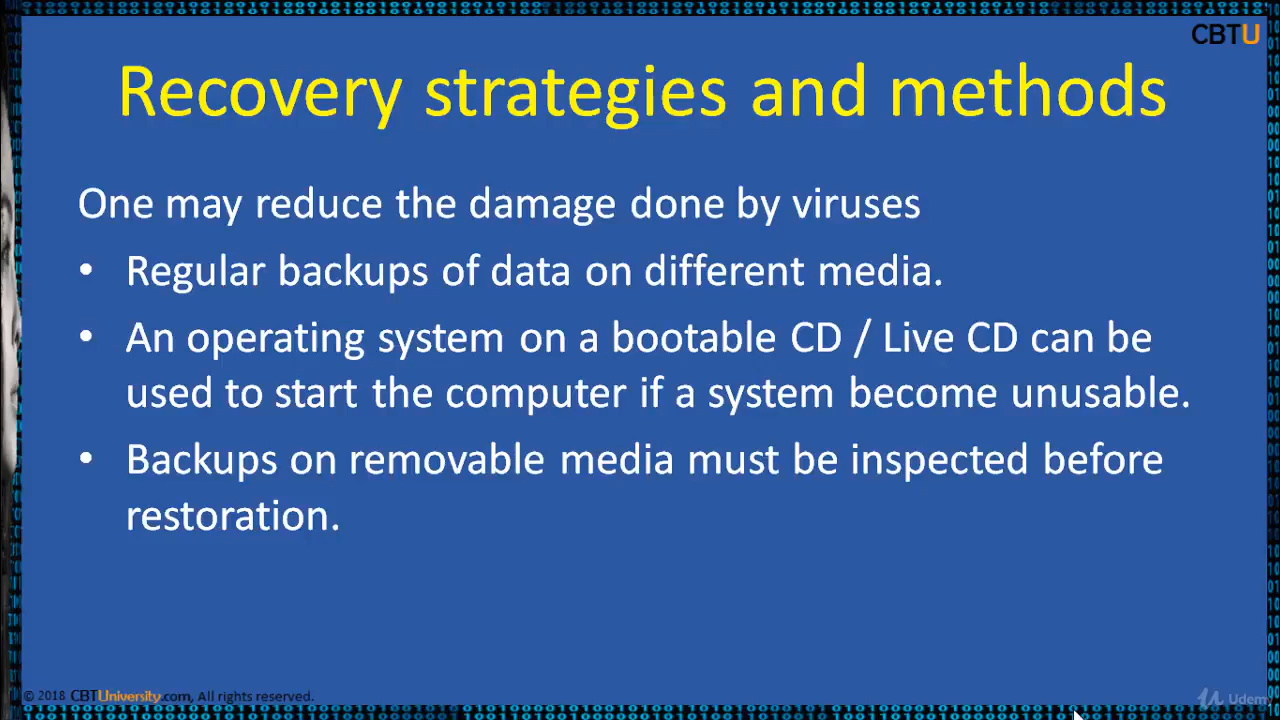 CBTU
Recovery strategies and methods
One may reduce the damage done by viruses
• Regular backups of data on different media.
• An operating system on a bootable CD / Live CD can be
used to start the computer if a system become unusable.
• Backups on removable media must be inspected before
restoration.
© 2018 CBTUniversity.com, All rights reserved.
Udemy